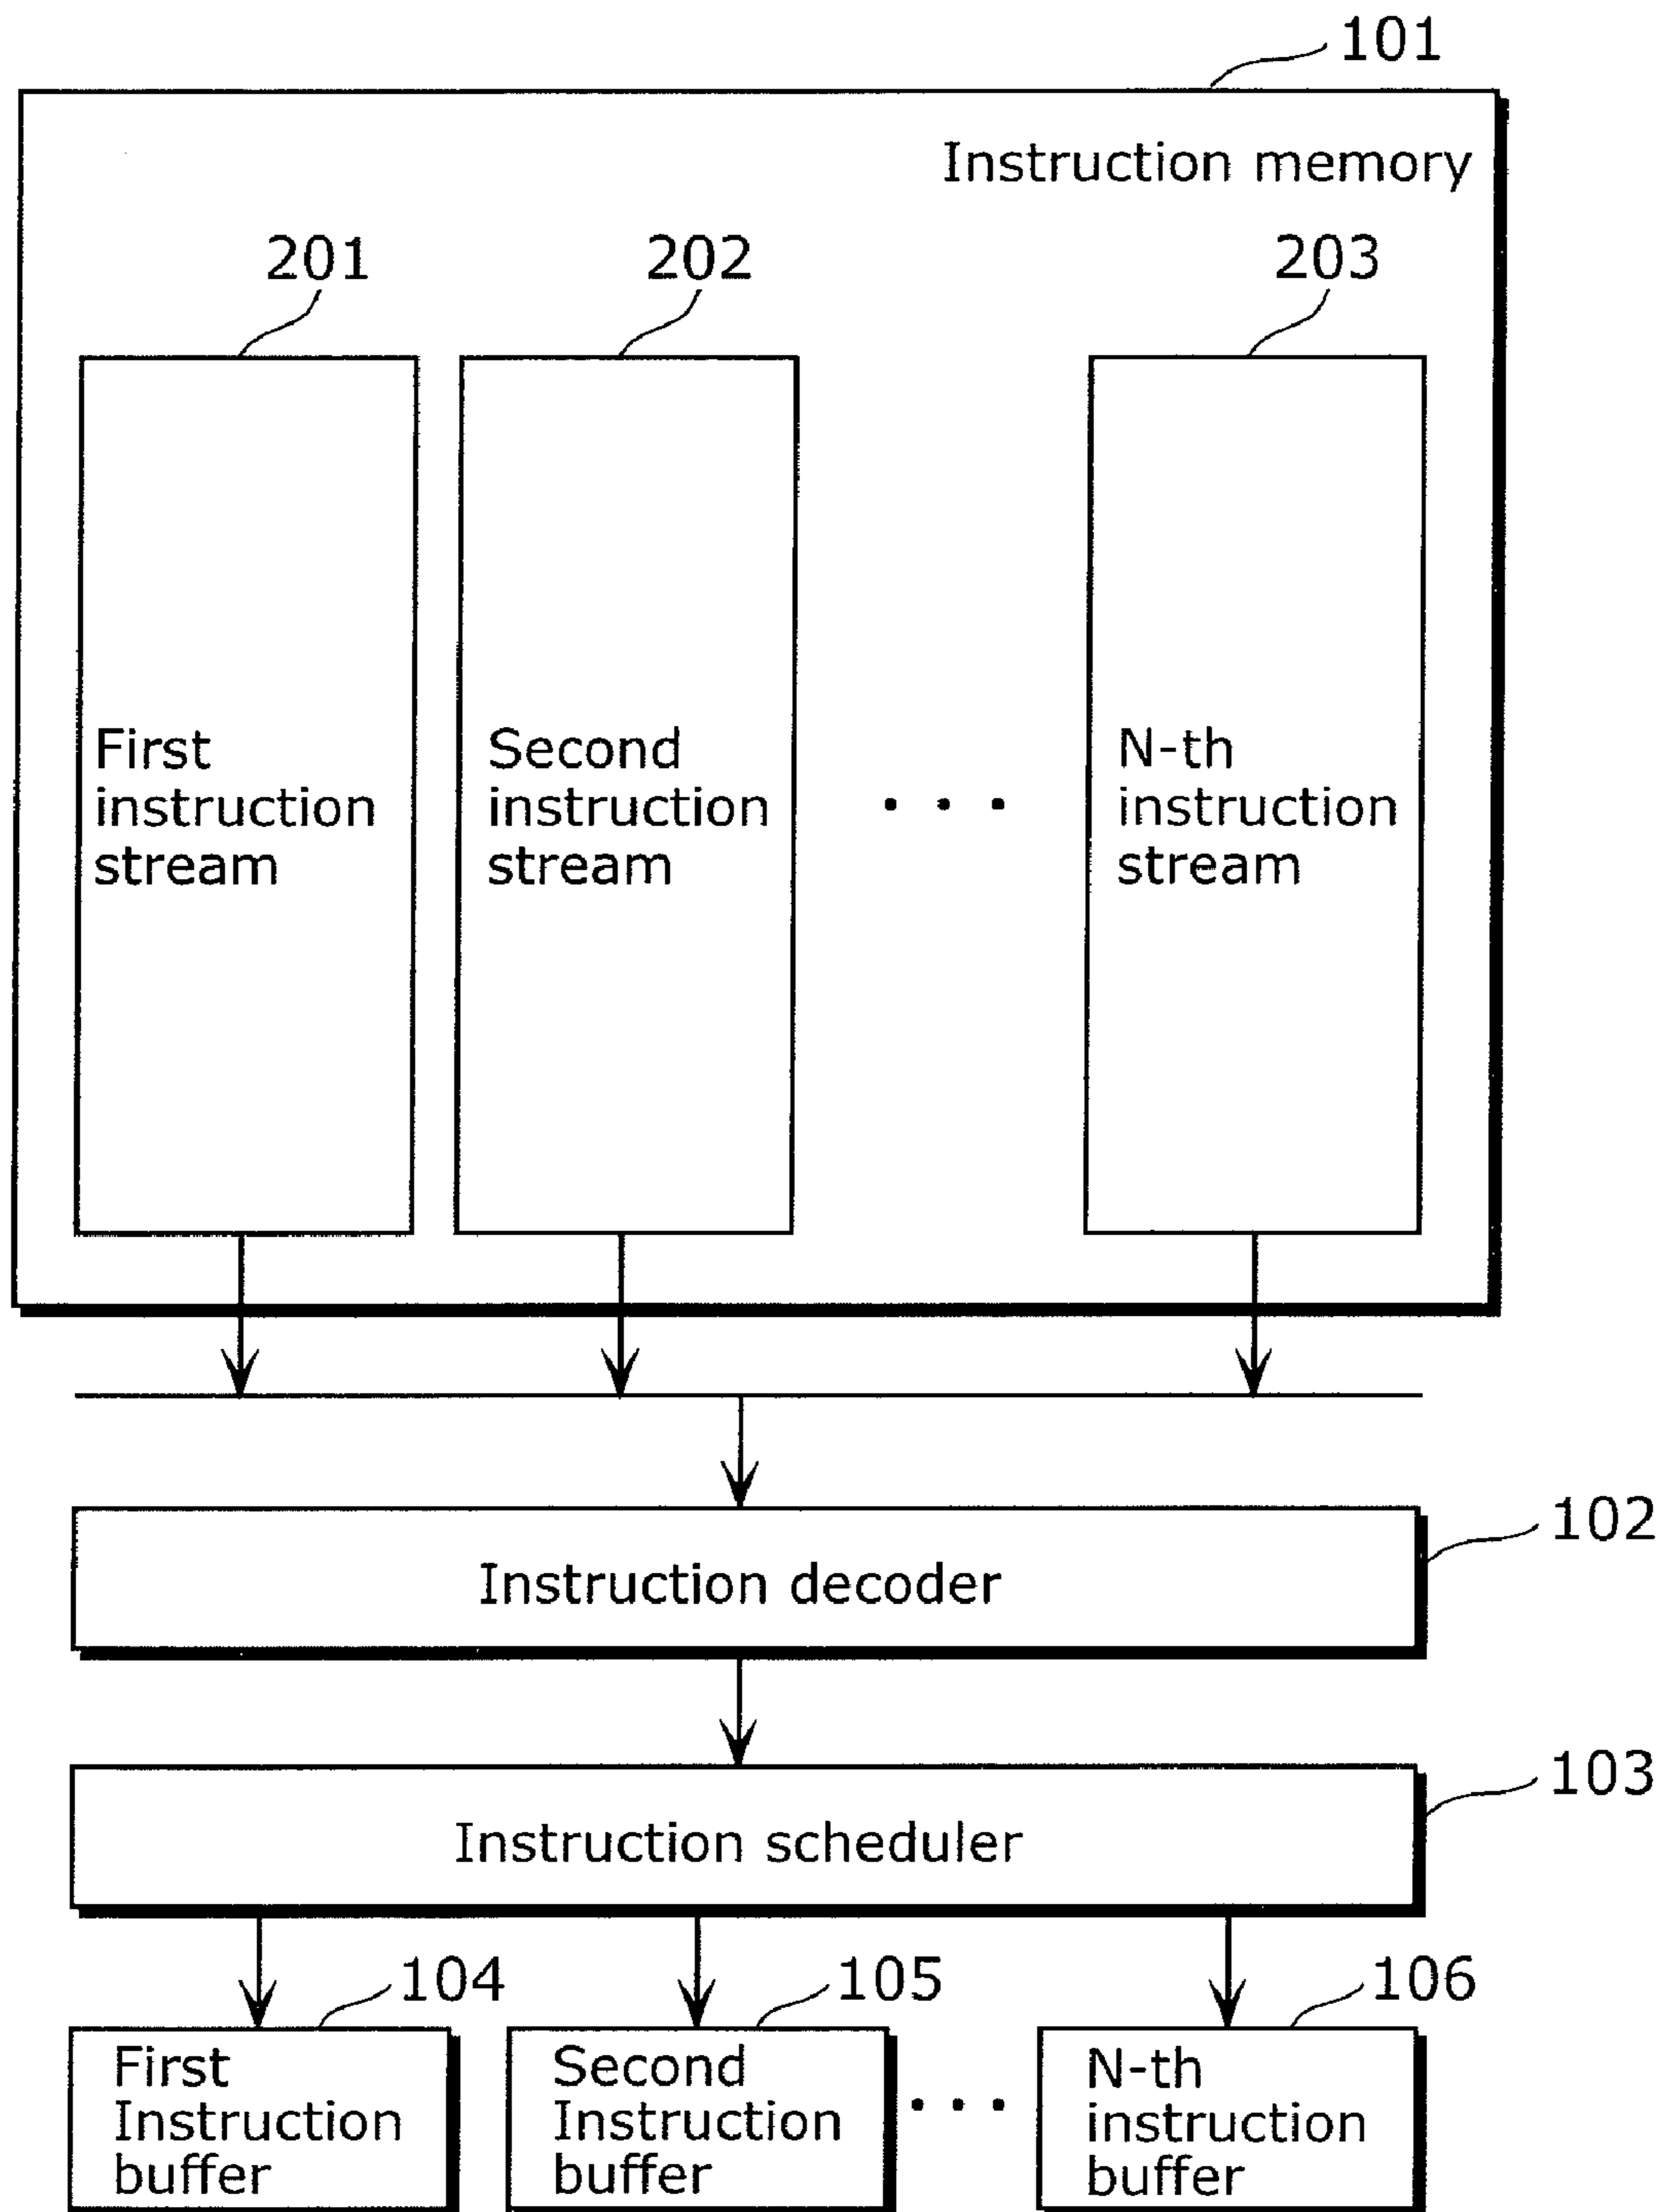 101
Instruction memory
201
202
203
First
instruction
stream
Second
instruction
stream
. . .
N-th
instruction
stream
102
Instruction decoder
103
Instruction scheduler
104
105
106
First
Instruction
buffer
Second
Instruction
buffer
. . .
N-th
instruction
buffer